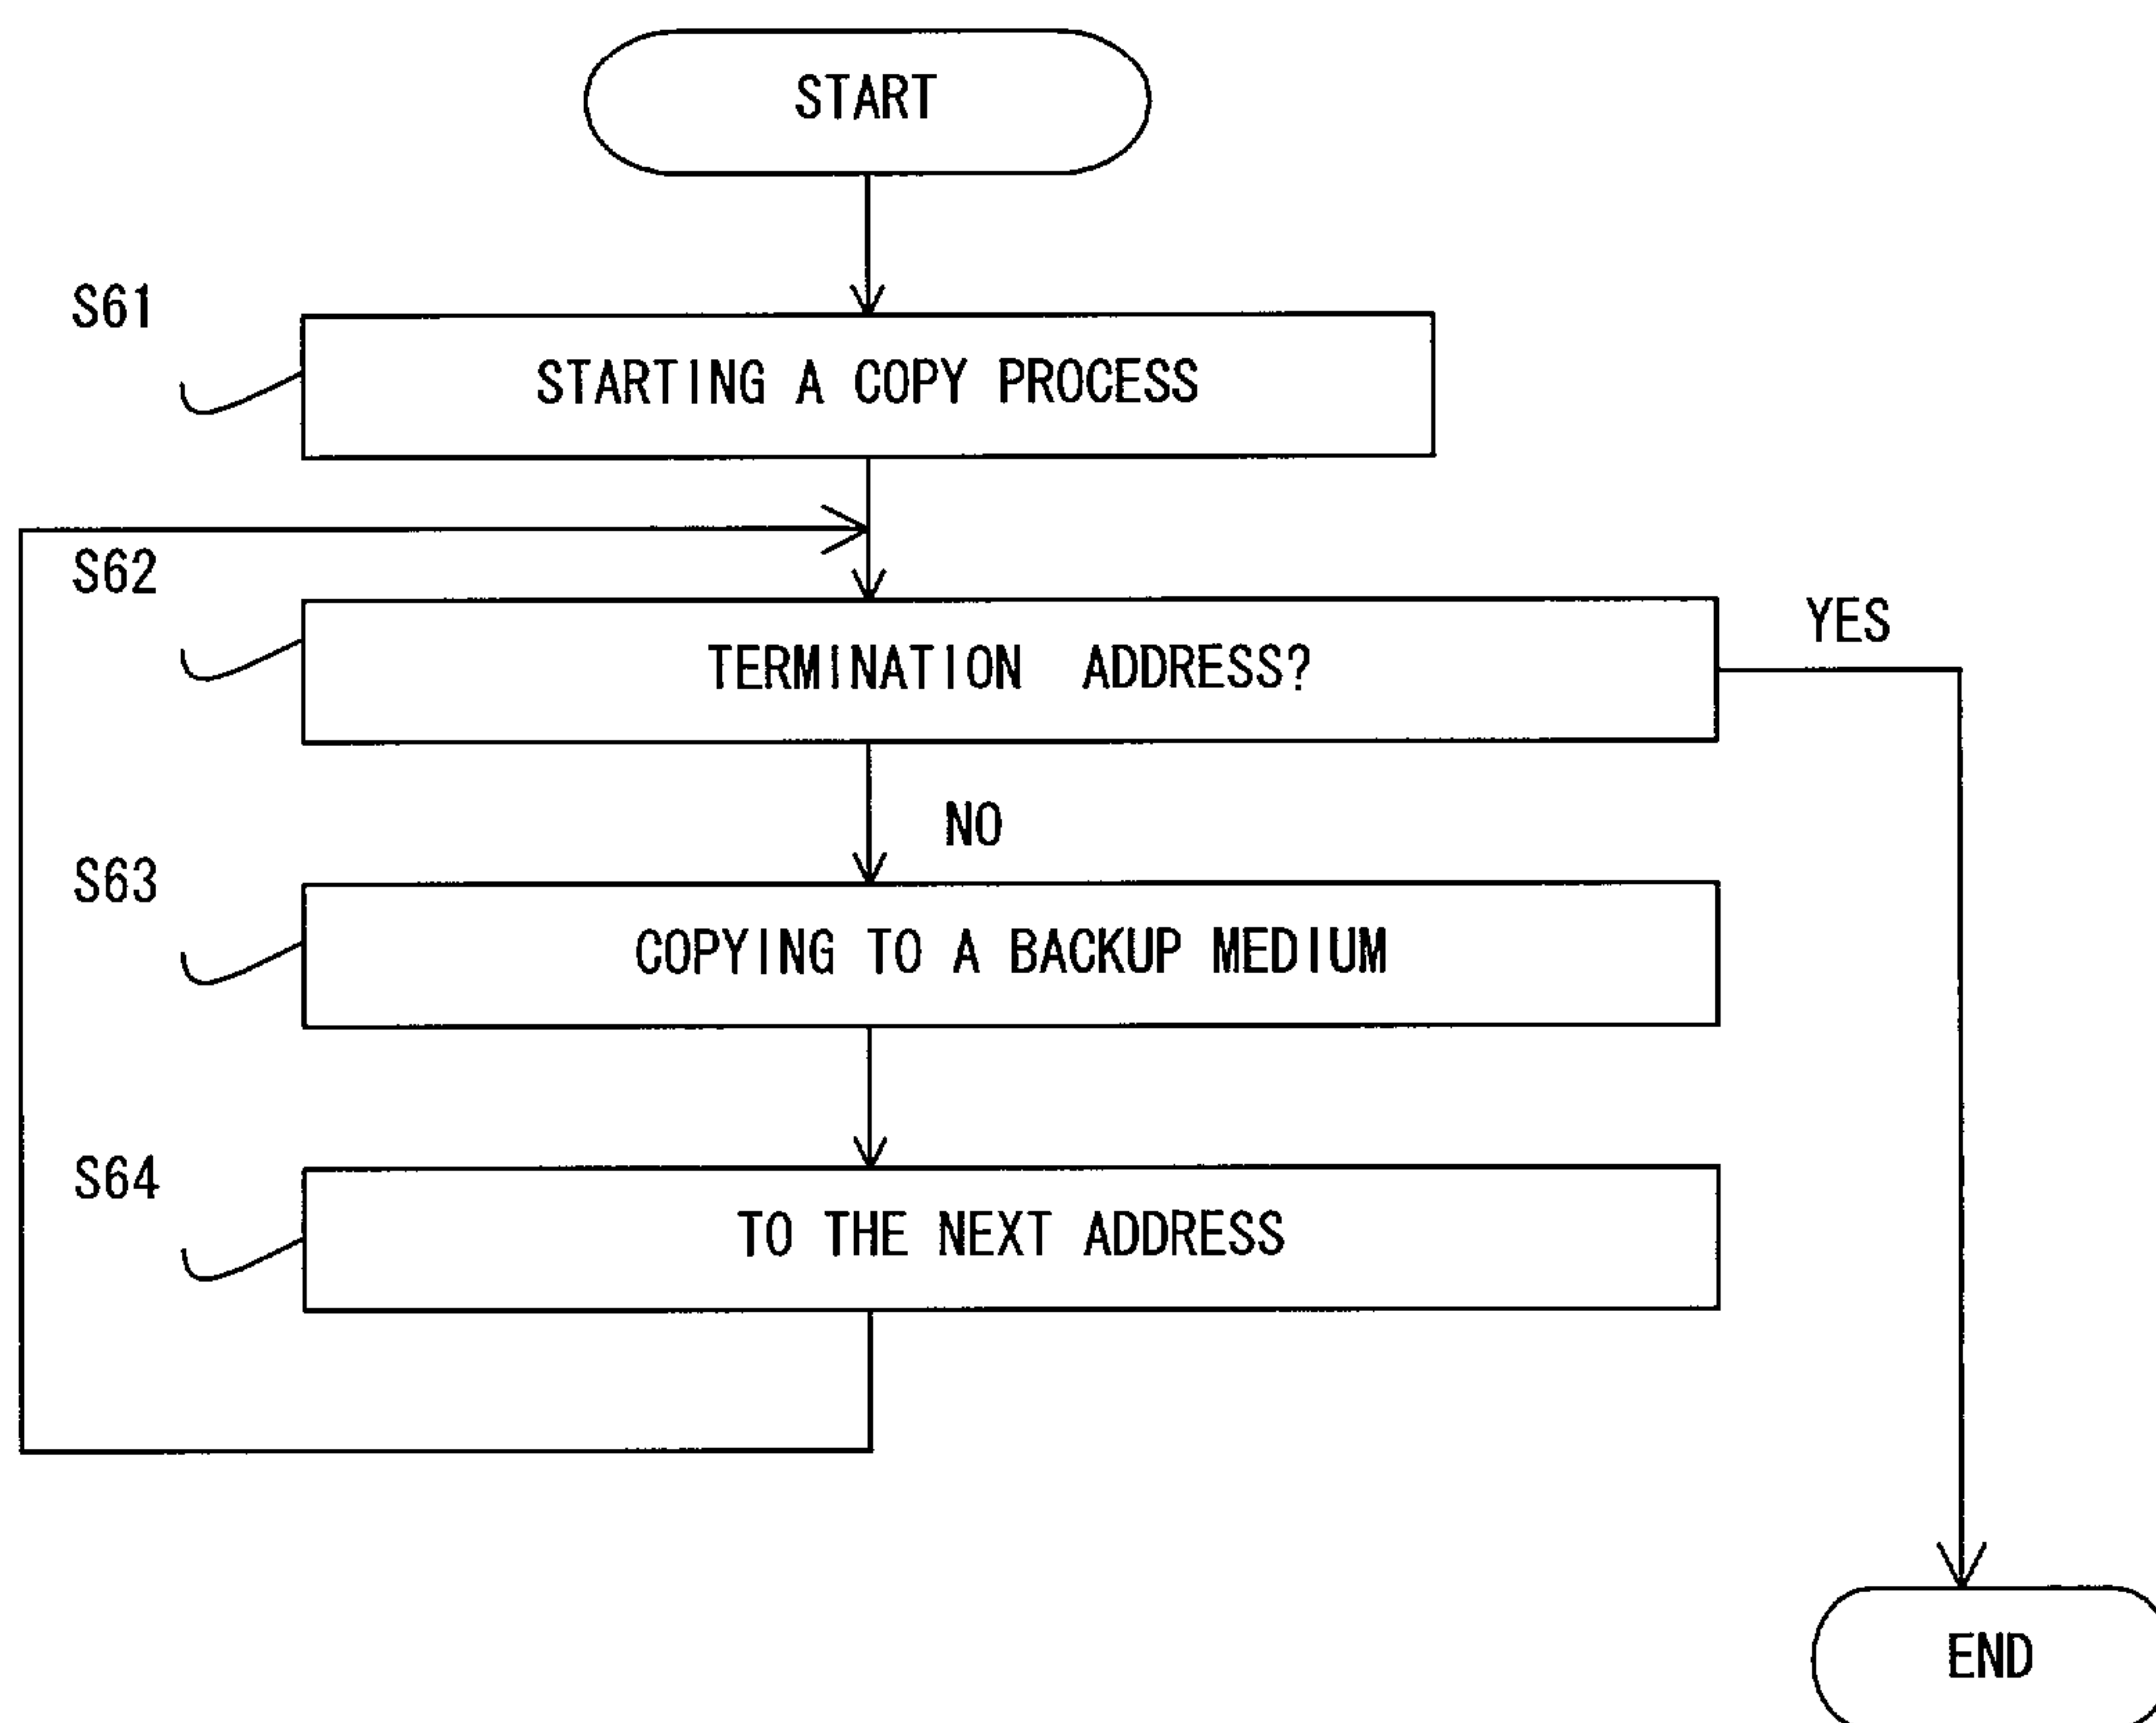 START
S61
STARTING A COPY PROCESS
S62
TERMINATION ADDRESS?
YES
NO
S63
COPYING TO A BACKUP MEDIUM
S64
TO THE NEXT ADDRESS
END